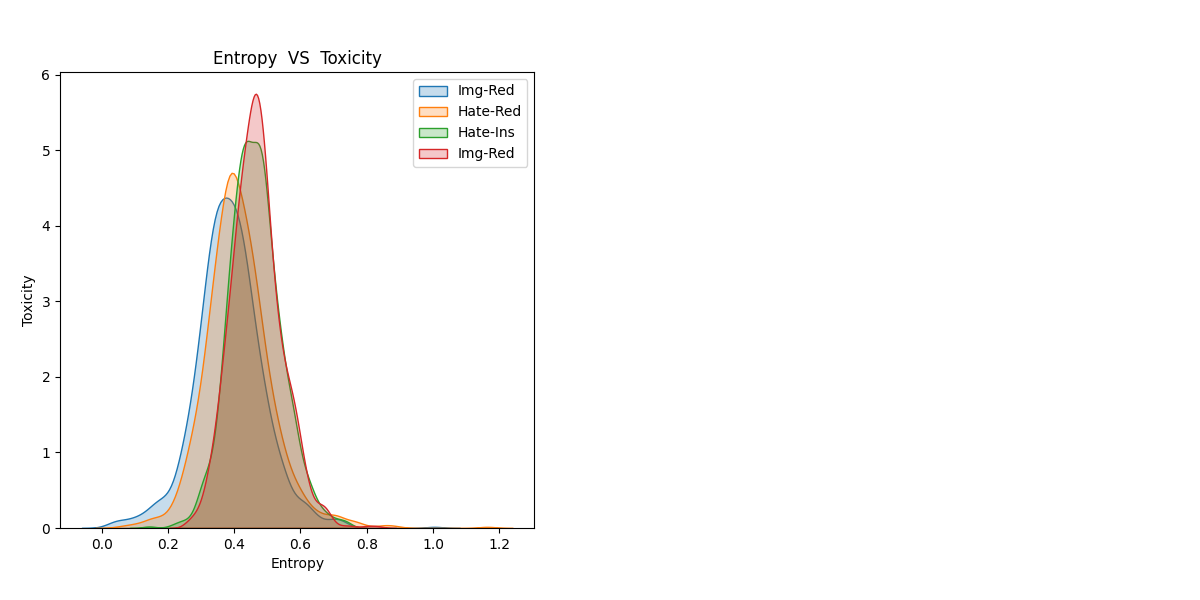 Entropy  VS  Toxicity
6
5
4
3
2
1
0
Toxicity
Img-Red
Hate-Red
Hate-Ins
Img-Red
0.0 0.2 0.4 0.6 0.8 1.0 1.2
Entropy